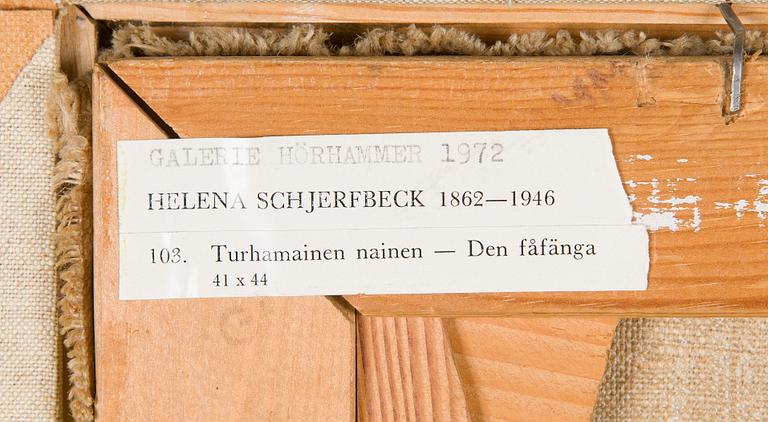 GALERIE HÖRHAMMER 1972
HELENA SCHJERFBECK 1862—1946
103. Turhamainen nainen — Den fåfänga
41 x 44